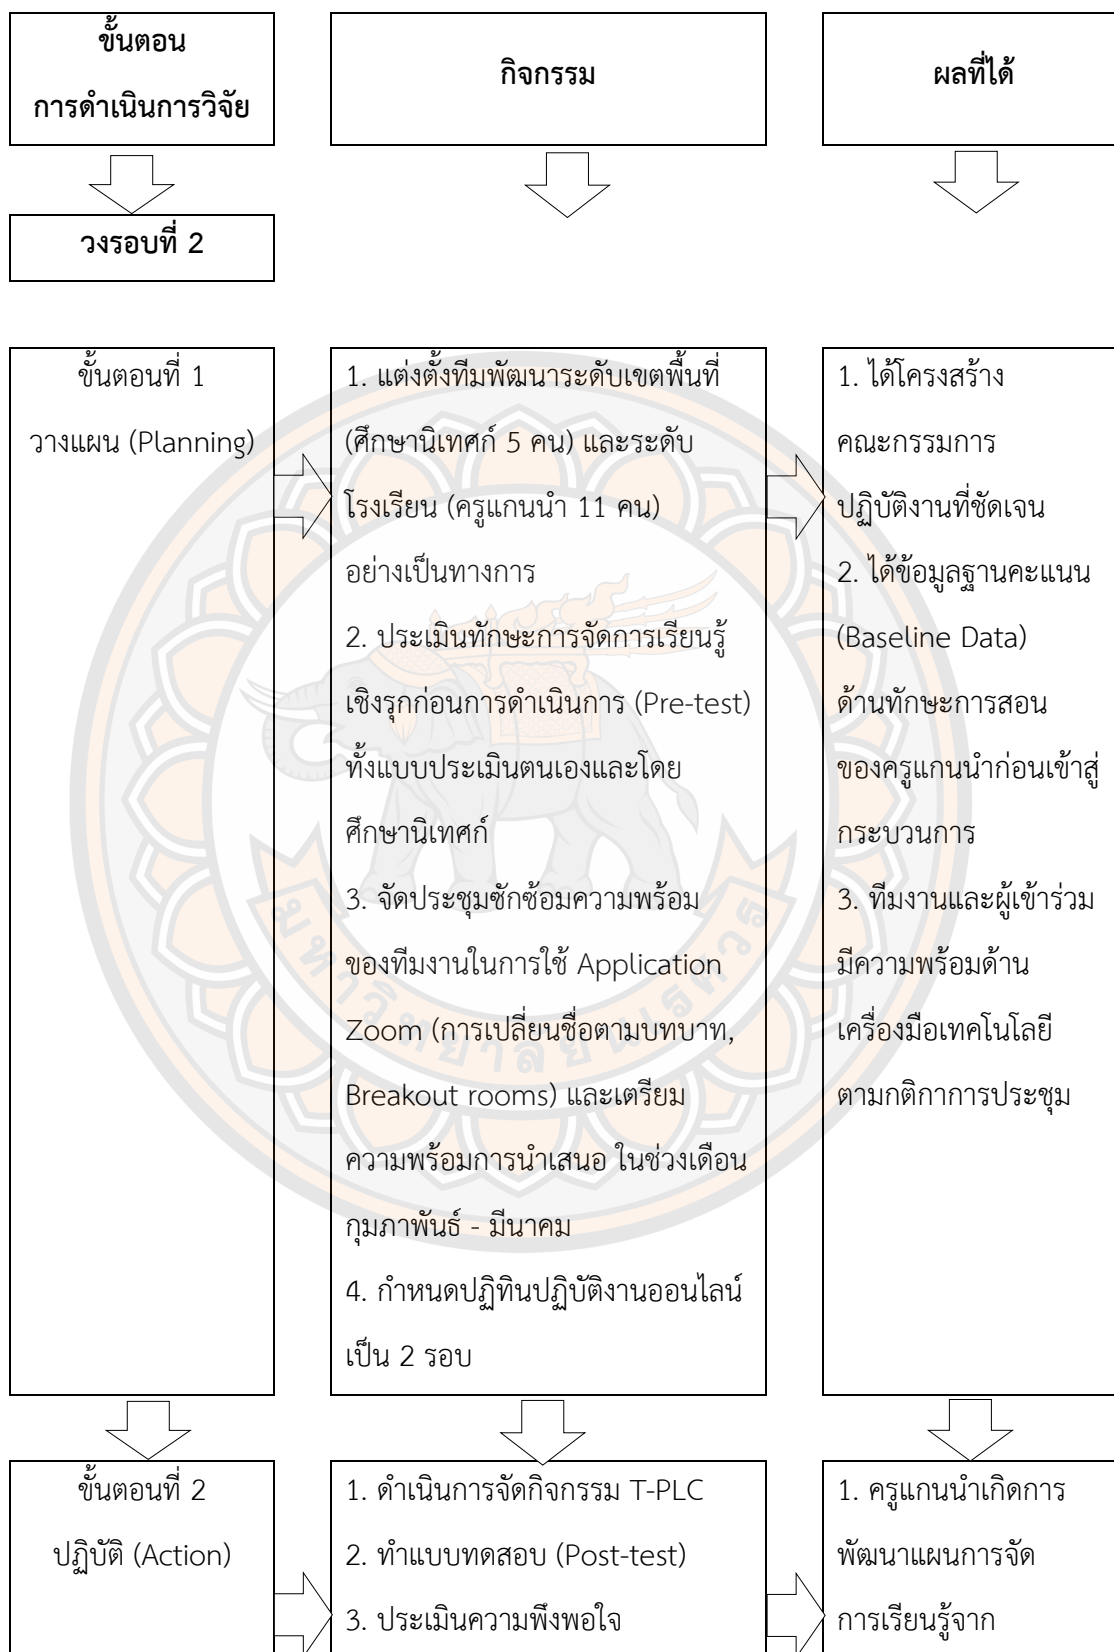 ขั้นตอน
การดำเนินการวิจัย
กิจกรรม
ผลที่ได้
วงรอบที่ 2
ขั้นตอนที่ 1
วางแผน (Planning)
1. แต่งตั้งทีมพัฒนาระดับเขตพื้นที่
(ศึกษานิเทศก์ 5 คน) และระดับ
โรงเรียน (ครูแกนนำ 11 คน)
อย่างเป็นทางการ
2. ประเมินทักษะการจัดการเรียนรู้
เชิงรุกก่อนการดำเนินการ (Pre-test)
ทั้งแบบประเมินตนเองและโดย
ศึกษานิเทศก์
3. จัดประชุมซักซ้อมความพร้อม
ของทีมงานในการใช้ Application
Zoom (การเปลี่ยนชื่อตามบทบาท,
Breakout rooms) และเตรียม
ความพร้อมการนำเสนอ ในช่วงเดือน
กุมภาพันธ์ - มีนาคม
4. กำหนดปฏิทินปฏิบัติงานออนไลน์
เป็น 2 รอบ
1. ได้โครงสร้าง
คณะกรรมการ
ปฏิบัติงานที่ชัดเจน
2. ได้ข้อมูลฐานคะแนน
(Baseline Data)
ด้านทักษะการสอน
ของครูแกนนำก่อนเข้าสู่
กระบวนการ
3. ทีมงานและผู้เข้าร่วม
มีความพร้อมด้าน
เครื่องมือเทคโนโลยี
ตามกติกาการประชุม
ขั้นตอนที่ 2
ปฏิบัติ (Action)
1. ดำเนินการจัดกิจกรรม T-PLC
2. ทำแบบทดสอบ (Post-test)
3. ประเมินความพึงพอใจ
1. ครูแกนนำเกิดการ
พัฒนาแผนการจัด
การเรียนรู้จาก
มหาวิทยาลัยนเรศวร